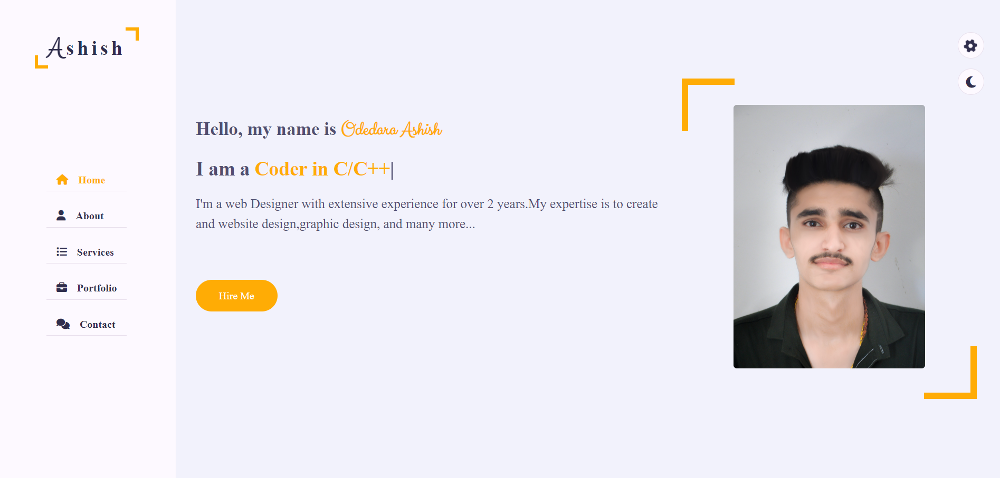 Ashish
Home
About
Services
Portfolio
Contact
Hello, my name is Odedara Ashish
I am a Coder in C/C++|
I'm a web Designer with extensive experience for over 2 years.My expertise is to create
and website design,graphic design, and many more...
Hire Me